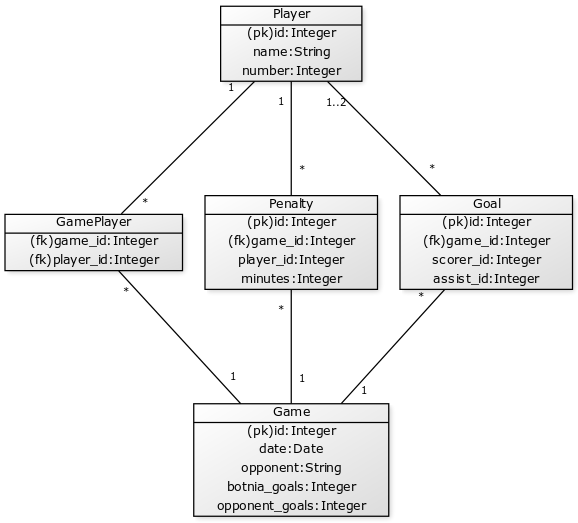 Player
(pk)id:Integer
name:String
number:Integer
1
1
1..2
*
*
*
GamePlayer
(fk)game_id:Integer
(fk)player_id:Integer
Penalty
(pk)id:Integer
(fk)game_id:Integer
player_id:Integer
minutes:Integer
Goal
(pk)id:Integer
(fk)game_id:Integer
scorer_id:Integer
assist_id:Integer
*
*
*
1
1
1
Game
(pk)id:Integer
date:Date
opponent:String
botnia_goals:Integer
opponent_goals:Integer